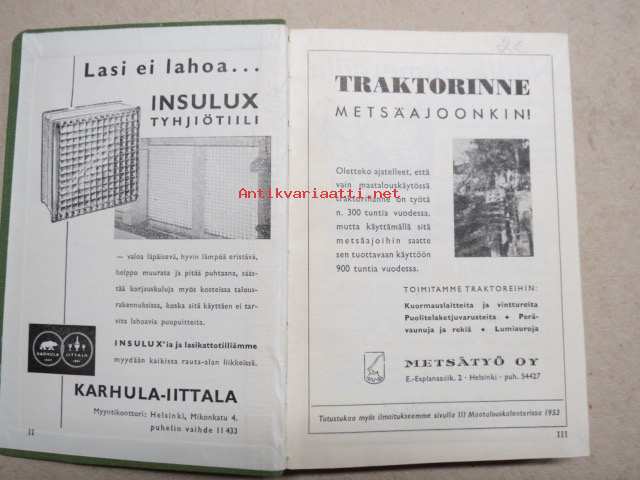 Lasi ei lahoa...
INSULUX
TYHJIÖTIILI
— valoa läpäisevä, hyvin lämpöä eristävä,
helppo muurata ja pitää puhtaana, sääs-
tää korjauskuluja myös kosteissa talous-
rakennuksissa, koska sitä käyttäen ei tar-
vita lahoavia puupuitteita.
INSULUX'ia ja lasikattotiiliämme
myydään kaikissa rauta-alan liikkeissä.
KARHULA
IITTALA
KARHULA-IITTALA
Myyntikonttori: Helsinki, Mikonkatu 4,
puhelin vaihde 11 433
II
TRAKTORINNE
METSÄAJOONKIN!
Oletteko ajatelleet, että
vain maatalouskäytössä
traktorinanne on työtä
n. 300 tuntia vuodessa,
mutta käyttämällä sitä
metsäajoihin saatte
sen tuottavaan käyttöön
900 tuntia vuodessa.
TOIMITAMME TRAKTOREIHIN:
Kuormauslaitteita ja vinttureita
Puolitelaketjuvarusteita + Perä-
vaunuja ja rekiä + Lumiauroja
METSÄTYÖ OY
E.-Esplanaadik. 2 · Helsinki · puh. 54427
Tutustukaa myös ilmoitukseemme sivulla III Maatalouskalenterissa 1952
III
Antikvariaatti.net